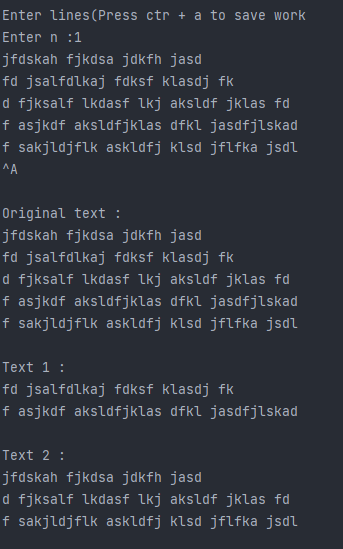 Enter lines(Press ctr + a to save work
Enter n :1
jfdskah fjkdsa jdkfh jasd
fd jsalfdlkaj fdksf klasdj fk
d fjksalf lkdasf lkj aksldf jklas fd
f asjkdf aksldfjklas dfkl jasdfjlskad
f sakjldjflk askldfj klsd jflfka jsdl
^A
Original text :
jfdskah fjkdsa jdkfh jasd
fd jsalfdlkaj fdksf klasdj fk
d fjksalf lkdasf lkj aksldf jklas fd
f asjkdf aksldfjklas dfkl jasdfjlskad
f sakjldjflk askldfj klsd jflfka jsdl
Text 1 :
fd jsalfdlkaj fdksf klasdj fk
f asjkdf aksldfjklas dfkl jasdfjlskad
Text 2 :
jfdskah fjkdsa jdkfh jasd
d fjksalf lkdasf lkj aksldf jklas fd
f sakjldjflk askldfj klsd jflfka jsdl